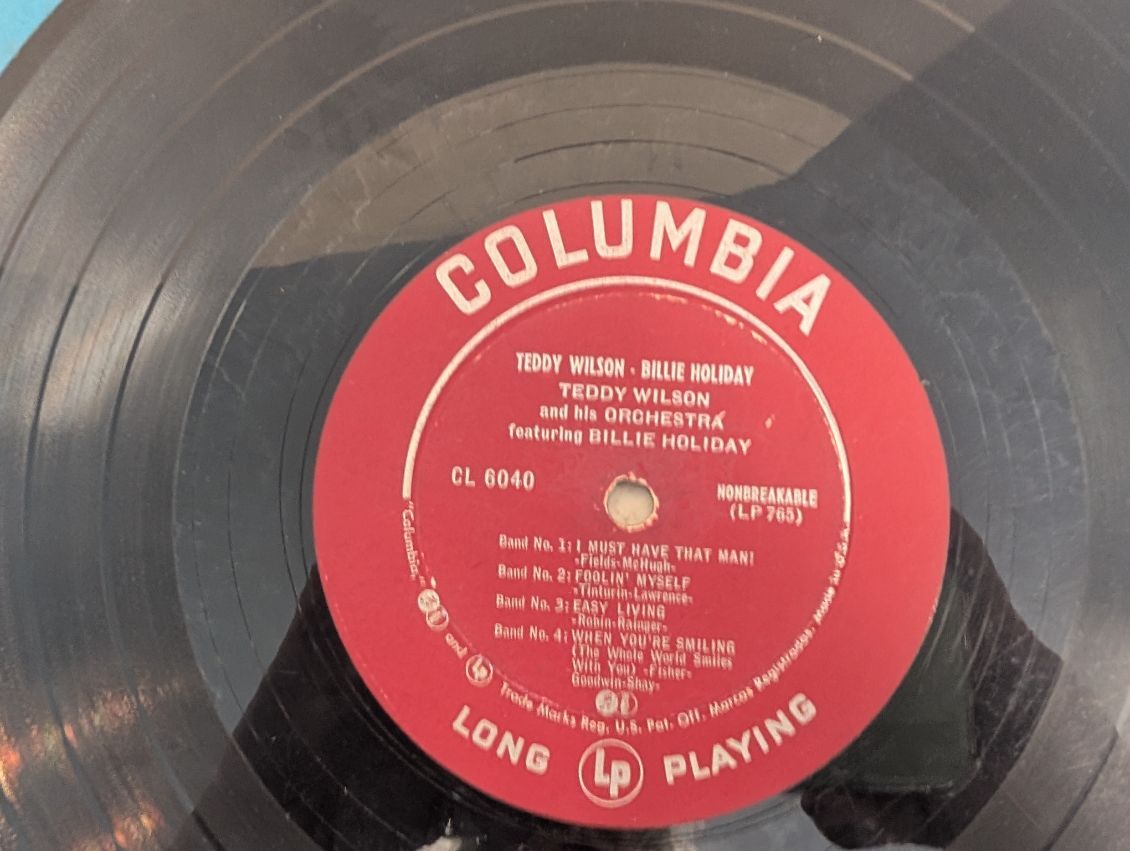 COLUMBIA
TEDDY WILSON - BILLIE HOLIDAY
TEDDY WILSON
and his ORCHESTRA
featuring BILLIE HOLIDAY
CL 6040
NONBREAKABLE
(LP 765)
Band No. 1: I MUST HAVE THAT MAN!
-Fields-McHugh-
Band No. 2: FOOLIN' MYSELF
-Tinturin-Lawrence-
Band No. 3: EASY LIVING
-Robin-Rainger-
Band No. 4: WHEN YOU'RE SMILING
(The Whole World Smiles
With You) -Fisher-
Goodwin-Shay-
"Columbia," and Lp Trade Marks Reg. U.S. Pat. Off. Marcas Registradas. Made in U.S.A.
LONG Lp PLAYING